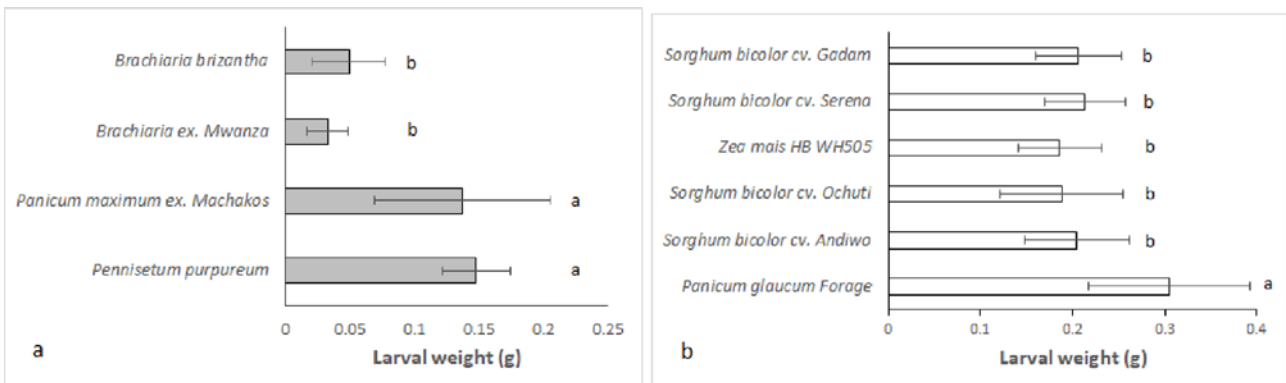 Brachiaria brizantha
b
Brachiaria ex. Mwanza
b
Panicum maximum ex. Machakos
a
Pennisetum purpureum
a
0 0.05 0.1 0.15 0.2 0.25
Larval weight (g)
a
Sorghum bicolor cv. Gadam
b
Sorghum bicolor cv. Serena
b
Zea mais HB WH505
b
Sorghum bicolor cv. Ochuti
b
Sorghum bicolor cv. Andiwo
b
Panicum glaucum Forage
a
0 0.1 0.2 0.3 0.4
Larval weight (g)
b